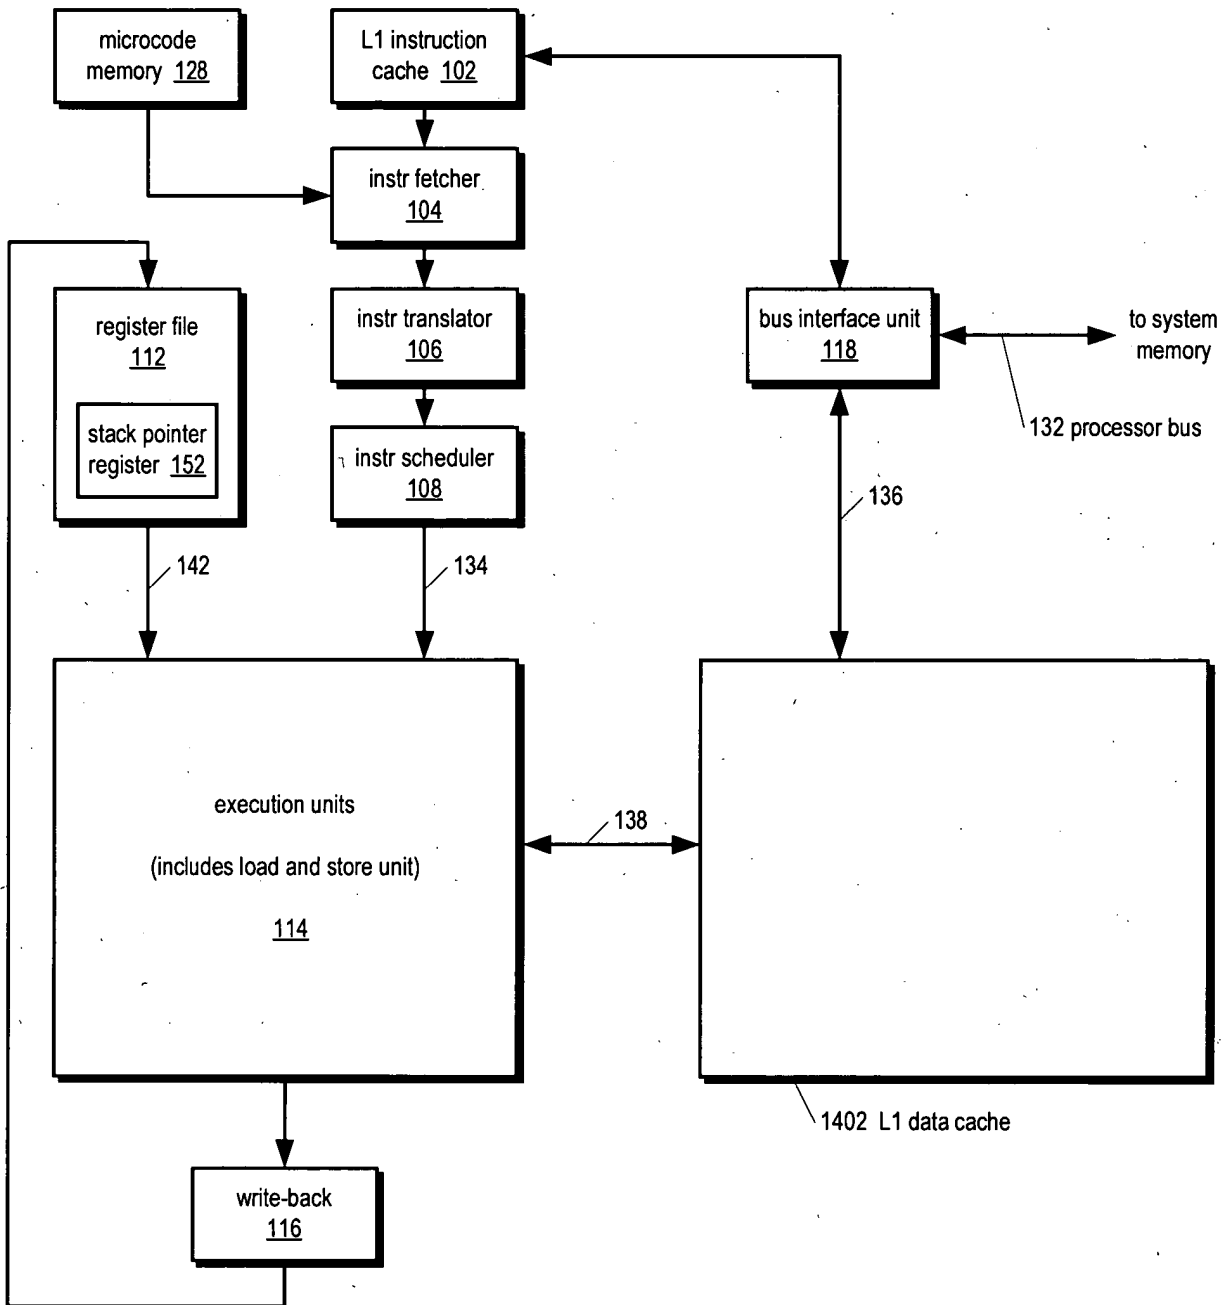 microcode
memory 128
L1 instruction
cache 102
instr fetcher
104
register file
112
stack pointer
register 152
instr translator
106
instr scheduler
108
bus interface unit
118
to system
memory
132 processor bus
136
142
134
execution units
(includes load and store unit)
114
138
1402 L1 data cache
write-back
116